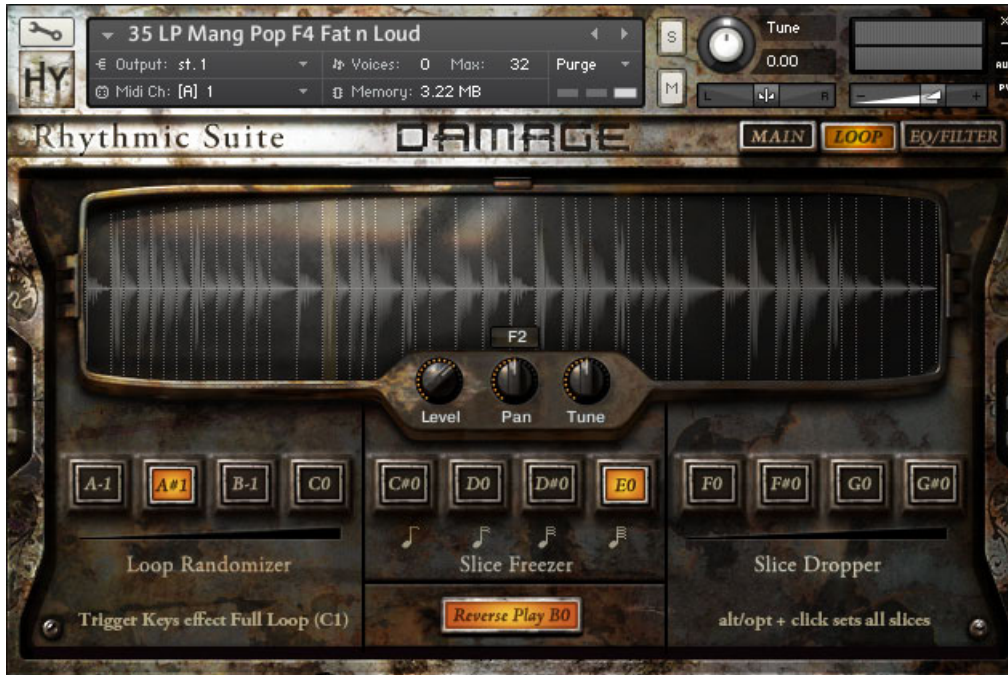 35 LP Mang Pop F4 Fat n Loud
Output: st.1
Voices: 0 Max: 32
Purge
Midi Ch: [A] 1
Memory: 3.22 MB
S
M
Tune
0.00
L R
- +
HY
Rhythmic Suite
DAMAGE
MAIN LOOP EQ/FILTER
F2
Level Pan Tune
A-1 A#1 B-1 C0 C#0 D0 D#0 E0 F0 F#0 G0 G#0
Loop Randomizer Slice Freezer Slice Dropper
Trigger Keys effect Full Loop (C1)
Reverse Play B0
alt/opt + click sets all slices